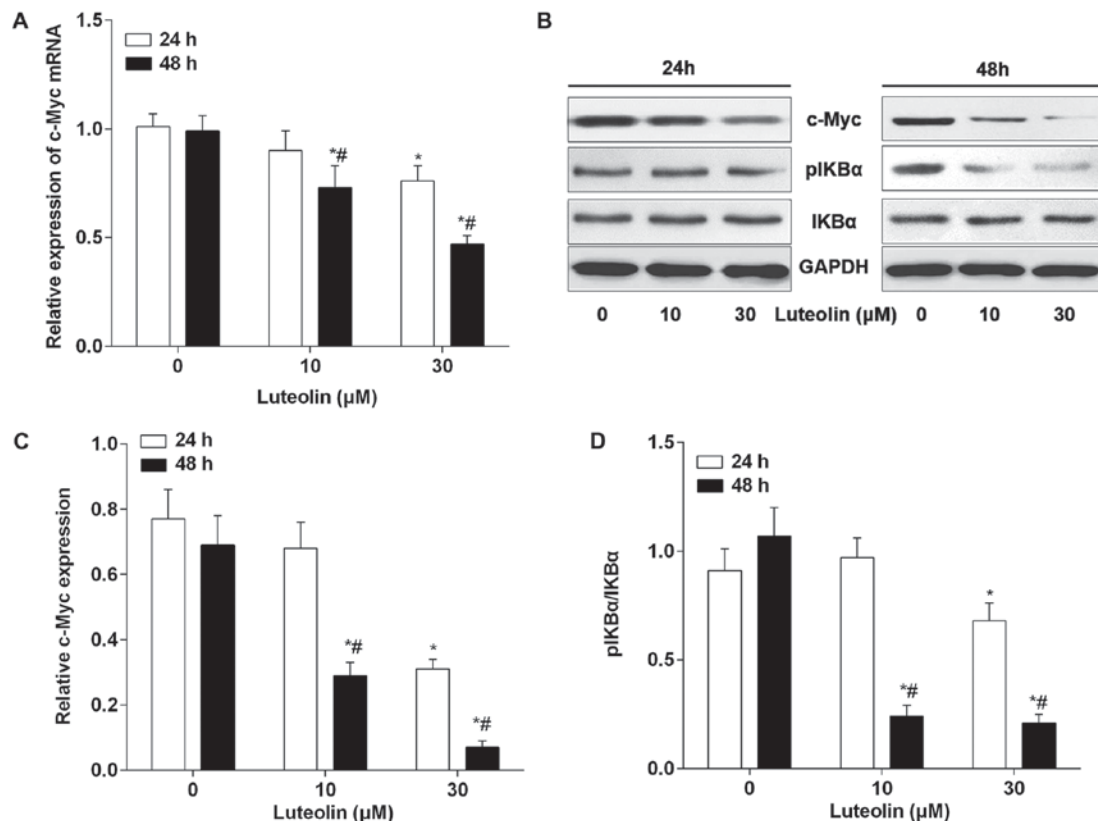 A
Relative expression of c-Myc mRNA
1.5
1.0
0.5
0.0
24 h
48 h
*#
*
*#
0 10 30
Luteolin (µM)
B
24h 48h
c-Myc
pIKBα
IKBα
GAPDH
0 10 30 Luteolin (µM) 0 10 30
C
Relative c-Myc expression
1.0
0.8
0.6
0.4
0.2
0.0
24 h
48 h
*#
*
*#
0 10 30
Luteolin (µM)
D
pIKBα/IKBα
1.5
1.0
0.5
0.0
24 h
48 h
*#
*
*#
0 10 30
Luteolin (µM)